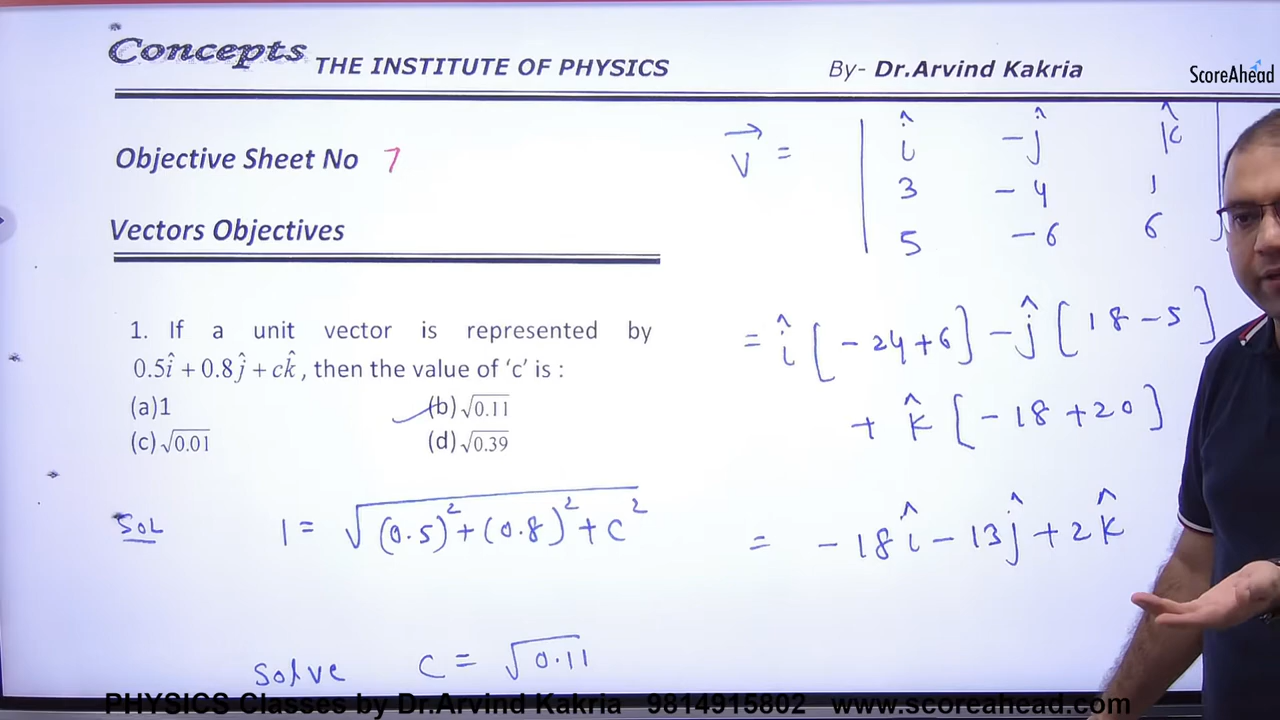 Concepts THE INSTITUTE OF PHYSICS By- Dr.Arvind Kakria
ScoreAhead
Objective Sheet No 7
Vectors Objectives
1. If a unit vector is represented by
0.5î + 0.8ĵ + ck̂, then the value of ‘c’ is :
(a)1 (b)√0.11
(c)√0.01 (d)√0.39
SOL 1 = √(0.5)² + (0.8)² + c²
Solve c = √0.11
V⃗ = | î -ĵ k̂ |
3 -4 1
5 -6 6
= î [-24+6] - ĵ [18-5]
+ k̂ [-18+20]
= -18î - 13ĵ + 2k̂
PHYSICS Classes by Dr.Arvind Kakria 9814915802 www.scoreahead.com